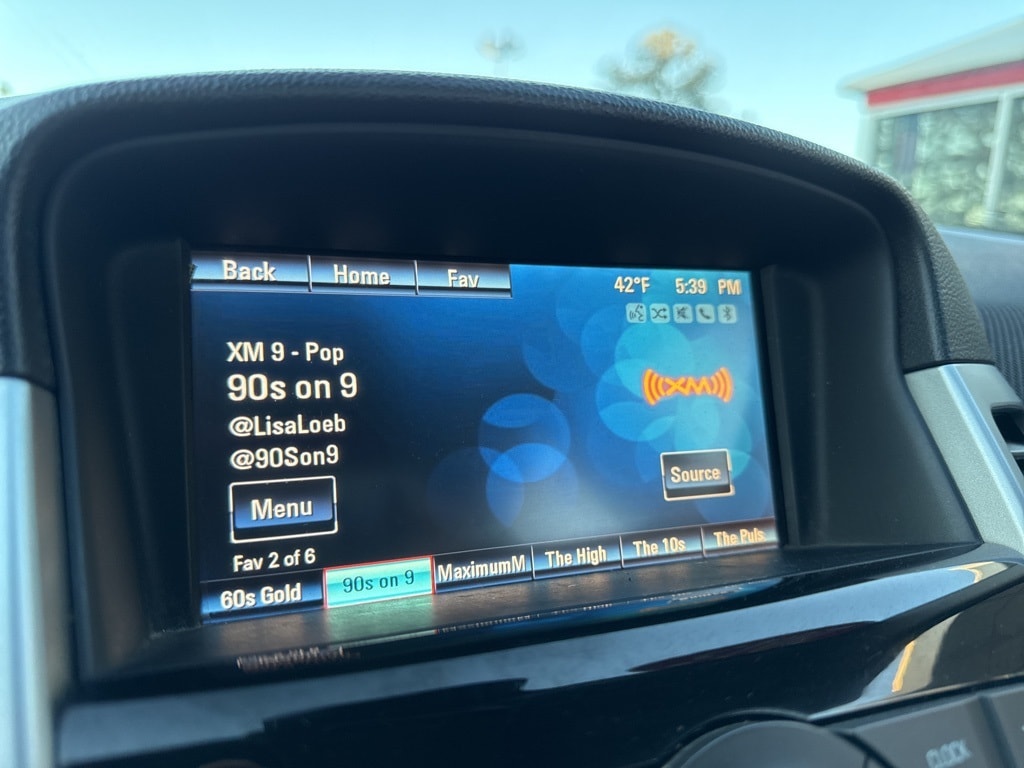 Back Home Fav
42°F 5:39 PM
XM 9 - Pop
90s on 9
@LisaLoeb
@90Son9
XM
Menu
Source
Fav 2 of 6
60s Gold 90s on 9 MaximumM The High The 10s The Puls
CLOCK